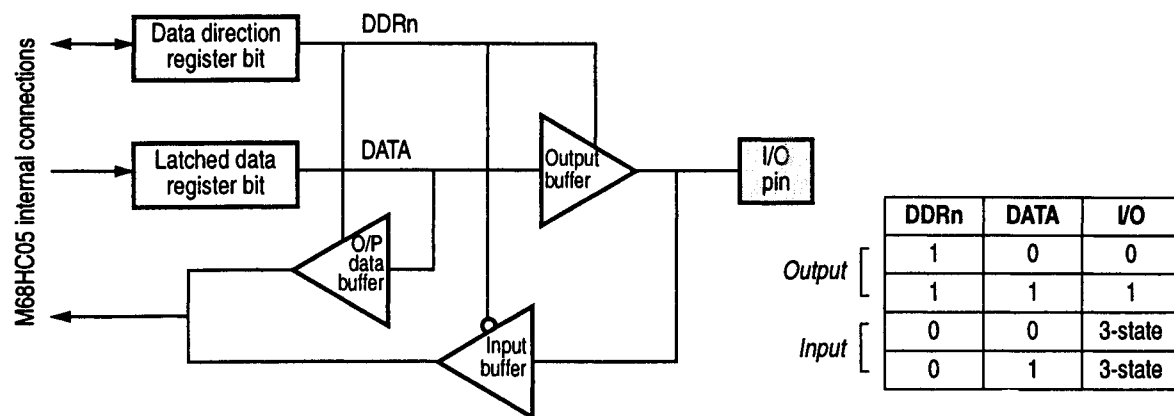 M68HC05 internal connections
Data direction
register bit
DDRn
Latched data
register bit
DATA
Output
buffer
I/O
pin
O/P
data
buffer
Input
buffer
DDRn DATA I/O
Output
1 0 0
1 1 1
Input
0 0 3-state
0 1 3-state